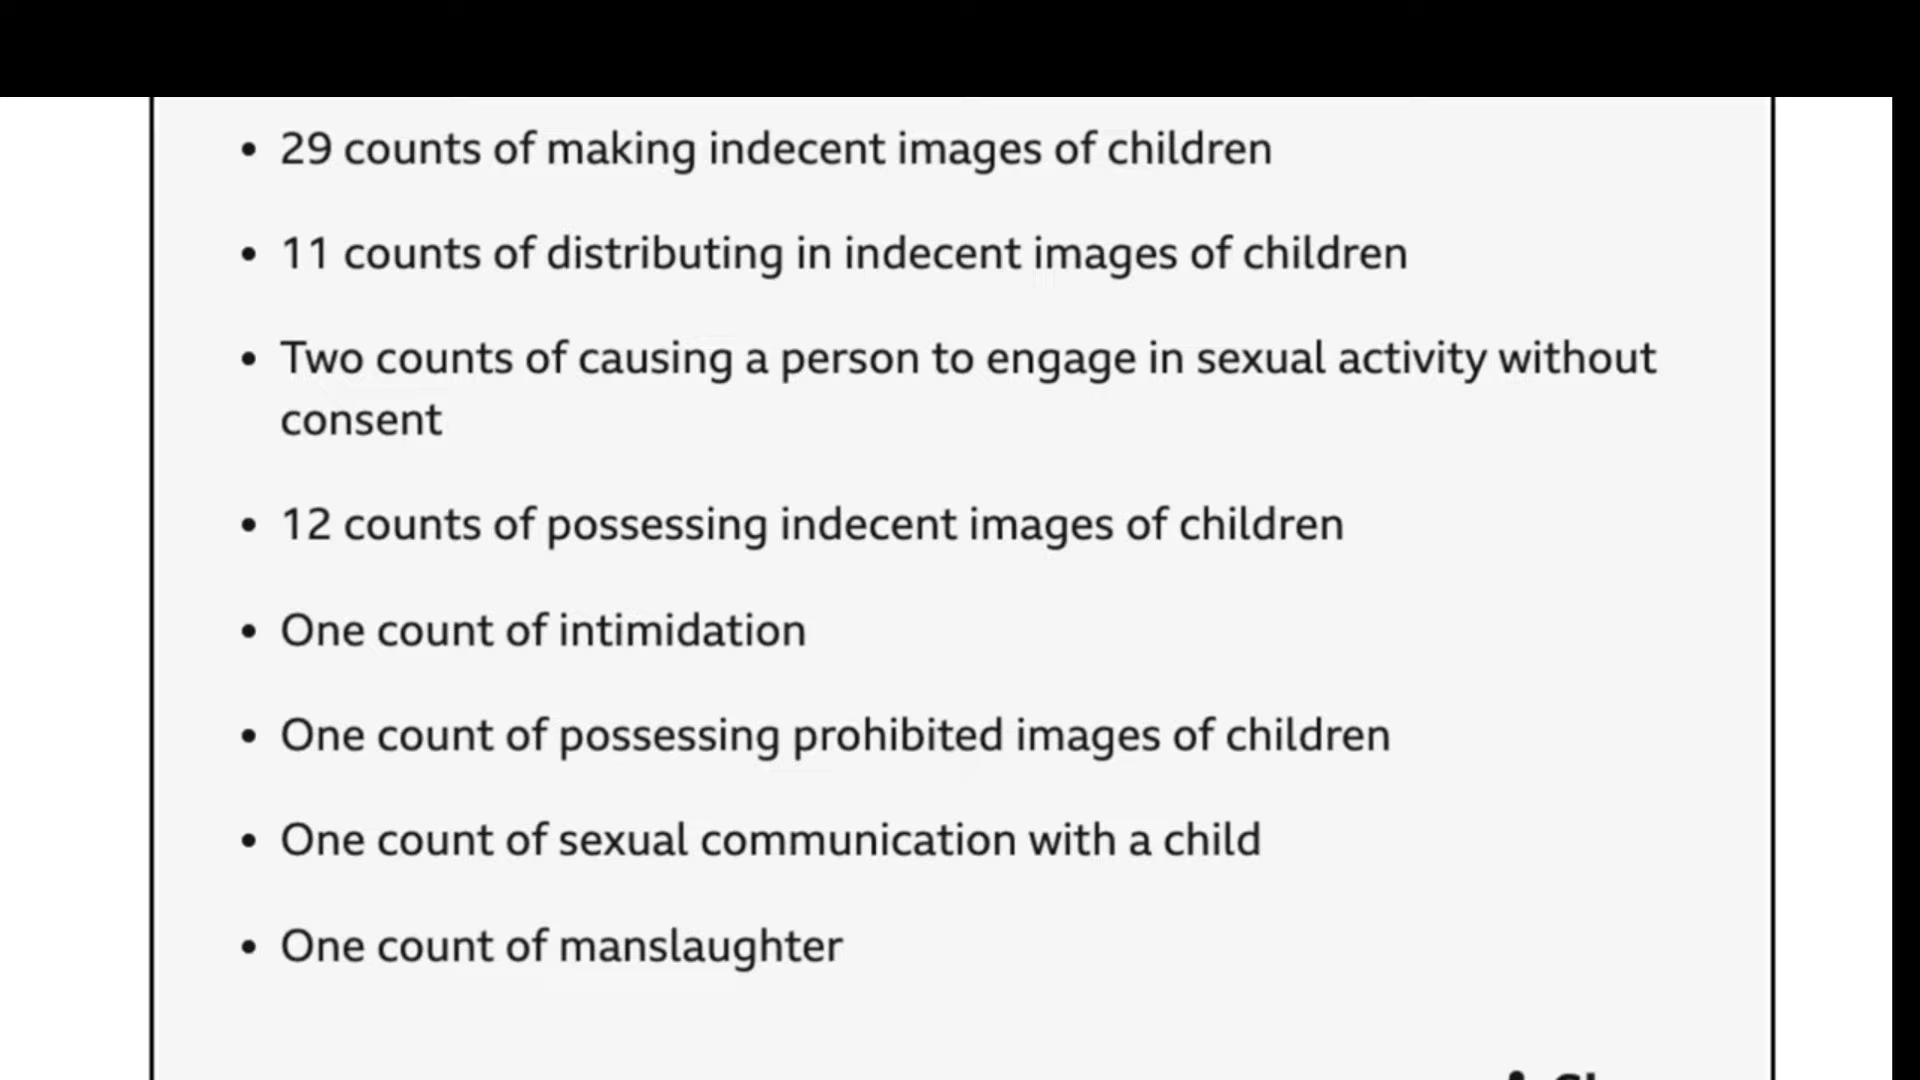 • 29 counts of making indecent images of children
• 11 counts of distributing in indecent images of children
• Two counts of causing a person to engage in sexual activity without
consent
• 12 counts of possessing indecent images of children
• One count of intimidation
• One count of possessing prohibited images of children
• One count of sexual communication with a child
• One count of manslaughter